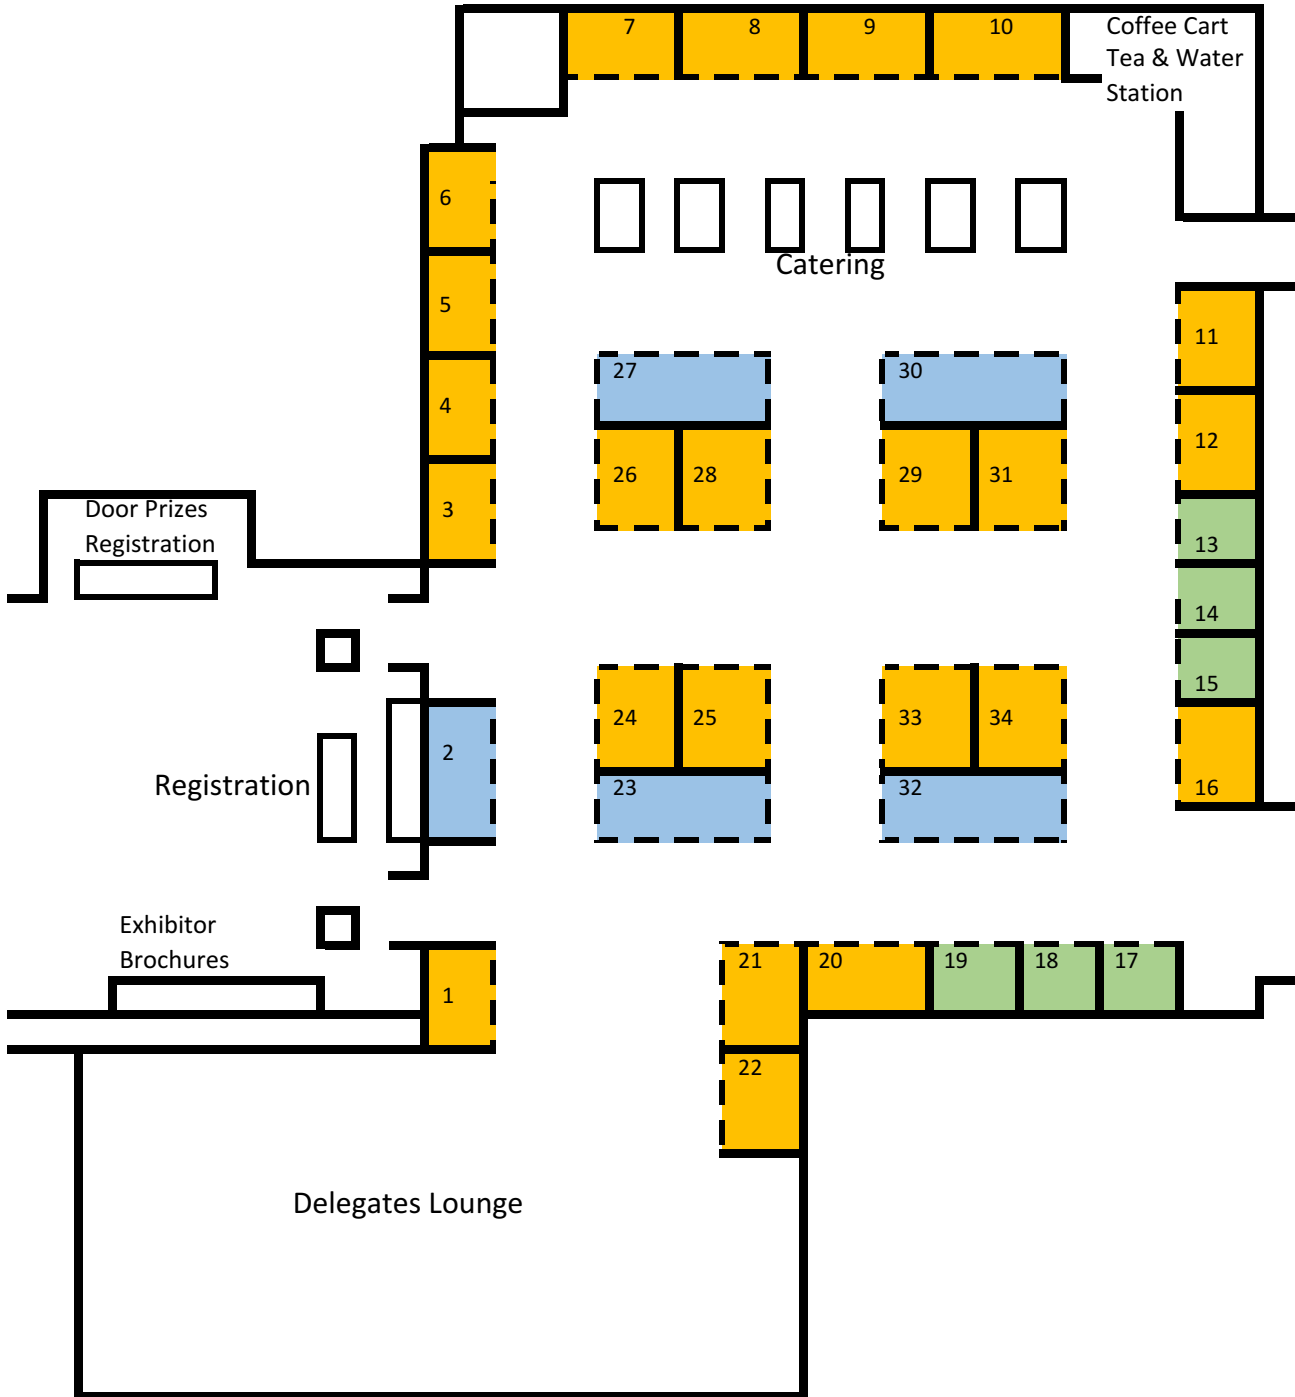 7 8 9 10
Coffee Cart
Tea & Water
Station
6
Catering
5
11
27 30
4
12
26 28 29 31
3
Door Prizes
Registration
13
14
15
24 25 33 34
2
Registration
23 32
16
Exhibitor
Brochures
21 20 19 18 17
1
22
Delegates Lounge